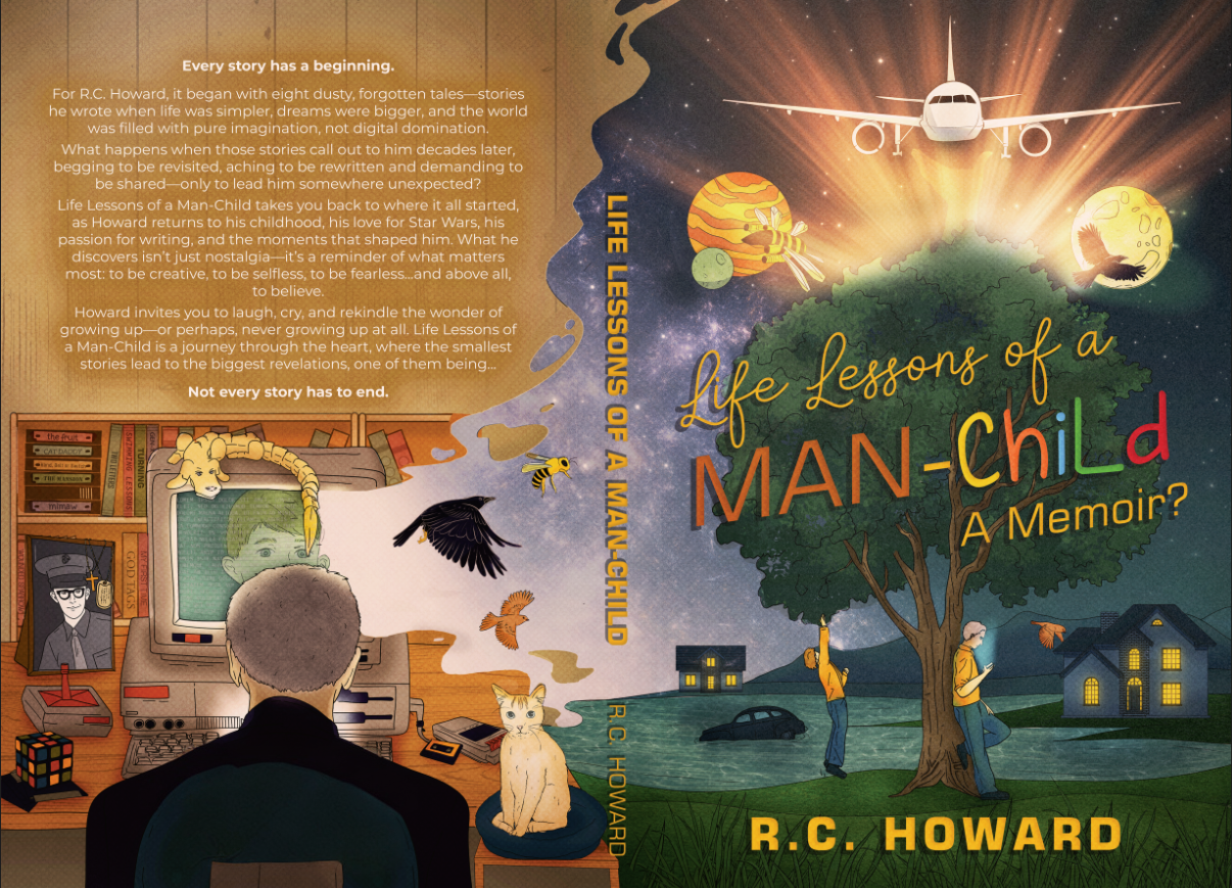 Every story has a beginning.
For R.C. Howard, it began with eight dusty, forgotten tales—stories
he wrote when life was simpler, dreams were bigger, and the world
was filled with pure imagination, not digital domination.
What happens when those stories call out to him decades later,
begging to be revisited, aching to be rewritten and demanding to
be shared—only to lead him somewhere unexpected?
Life Lessons of a Man-Child takes you back to where it all started,
as Howard returns to his childhood, his love for Star Wars, his
passion for writing, and the moments that shaped him. What he
discovers isn't just nostalgia—it's a reminder of what matters
most: to be creative, to be selfless, to be fearless...and above all,
to believe.
Howard invites you to laugh, cry, and rekindle the wonder of
growing up—or perhaps, never growing up at all. Life Lessons of
a Man-Child is a journey through the heart, where the smallest
stories lead to the biggest revelations, one of them being...
Not every story has to end.
TURNING
GOD TAGS
LIFE LESSONS OF A MAN-CHILD
R.C. HOWARD
Life Lessons of a
MAN-ChiLd
A Memoir?
R.C. HOWARD